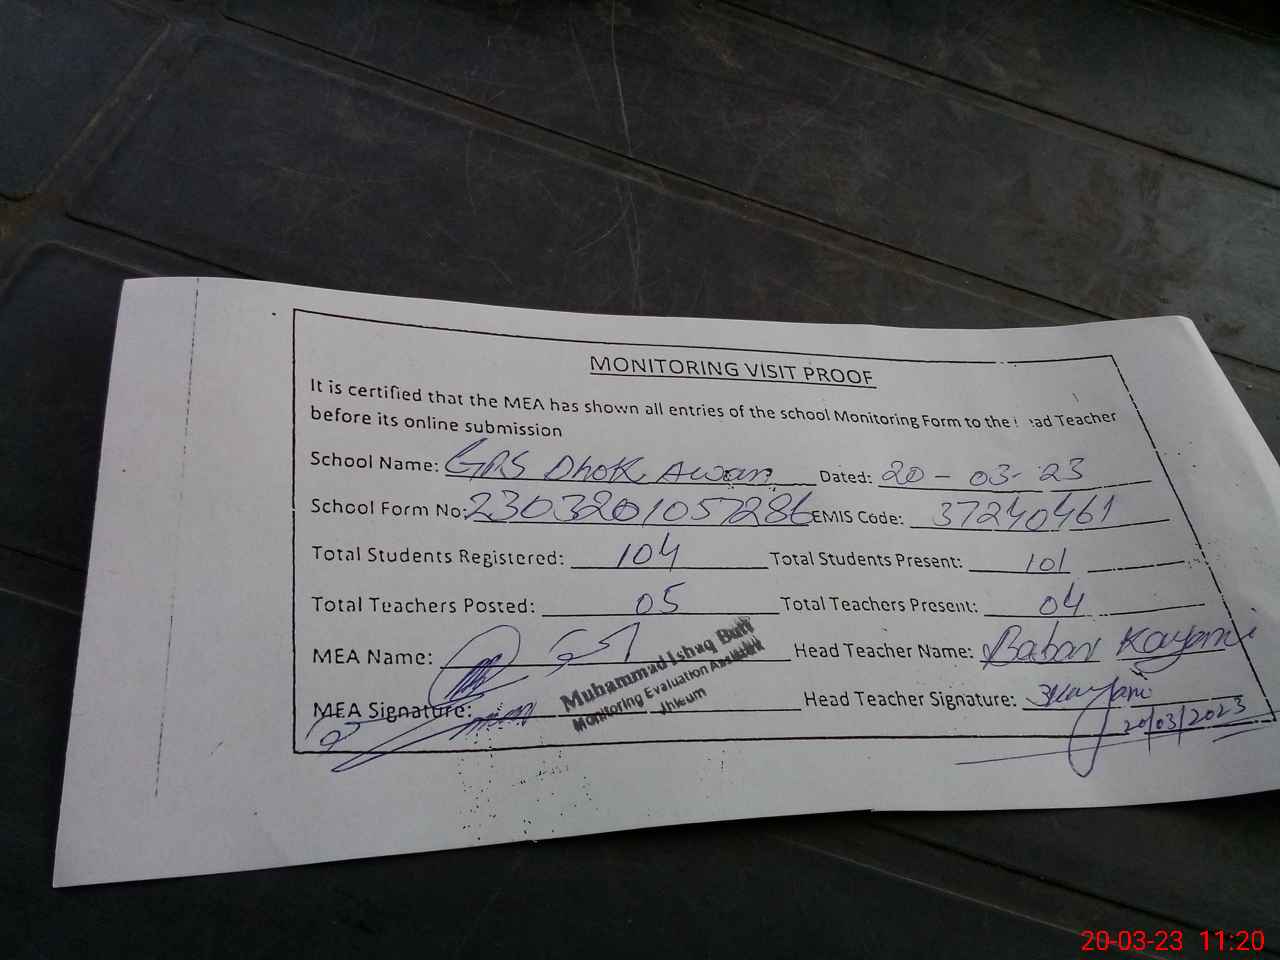 MONITORING VISIT PROOF
It is certified that the MEA has shown all entries of the school Monitoring Form to the Head Teacher
before its online submission
School Name: GPS Dhok Awan Dated: 20-03-23
School Form No: 2303201057286 EMIS Code: 37240461
Total Students Registered: 104 Total Students Present: 101
Total Teachers Posted: 05 Total Teachers Present: 04
MEA Name: Head Teacher Name: Kayani
Muhammad Ishaq Butt
Monitoring Evaluation Assistant
Jhleum
MEA Signature: Head Teacher Signature:
20/03/2023
20-03-23 11:20